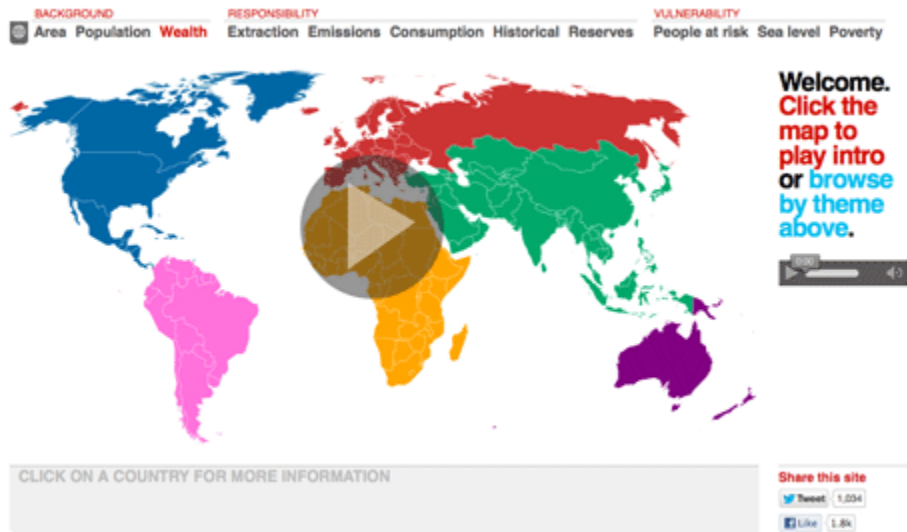 BACKGROUND
Area Population Wealth
RESPONSIBILITY
Extraction Emissions Consumption Historical Reserves
VULNERABILITY
People at risk Sea level Poverty
Welcome.
Click the
map to
play intro
or browse
by theme
above.
0:00
CLICK ON A COUNTRY FOR MORE INFORMATION
Share this site
Tweet 1,034
Like 1.8k